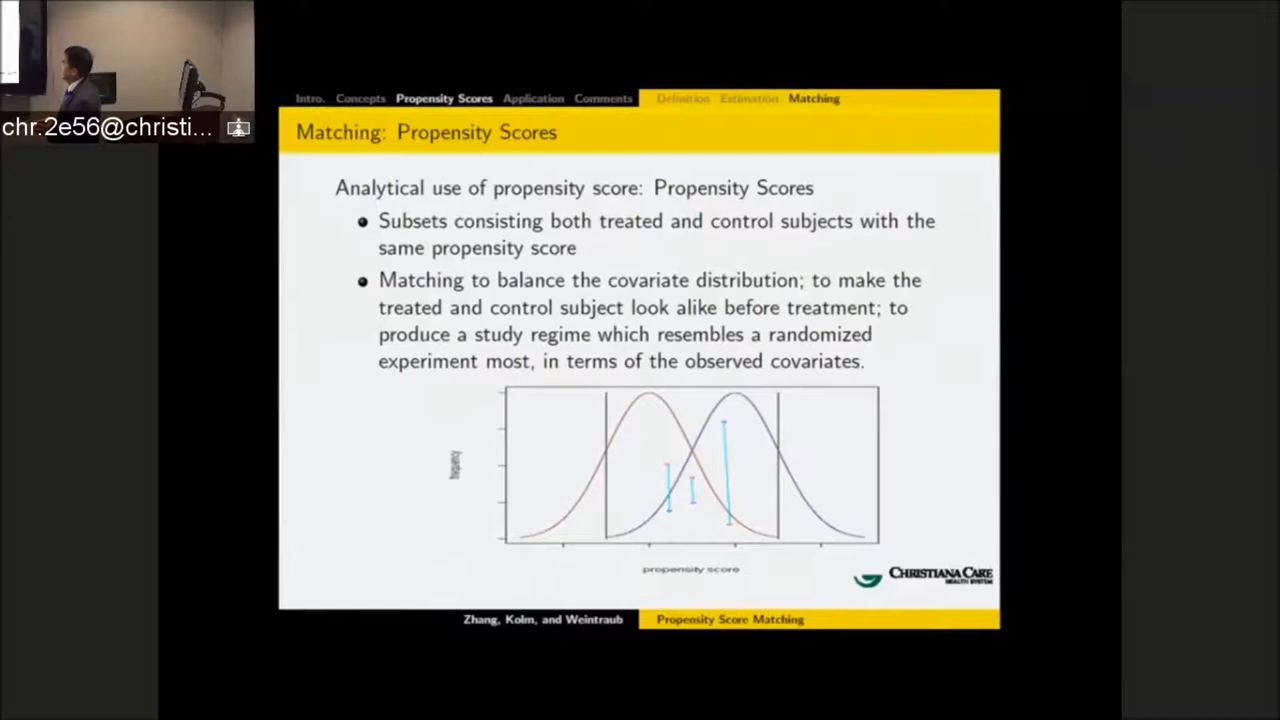 chr.2e56@christi...
Intro. Concepts Propensity Scores Application Comments Definition Estimation Matching
Matching: Propensity Scores
Analytical use of propensity score: Propensity Scores
Subsets consisting both treated and control subjects with the
same propensity score
Matching to balance the covariate distribution; to make the
treated and control subject look alike before treatment; to
produce a study regime which resembles a randomized
experiment most, in terms of the observed covariates.
frequency
propensity score
CHRISTIANA CARE
HEALTH SYSTEM
Zhang, Kolm, and Weintraub Propensity Score Matching